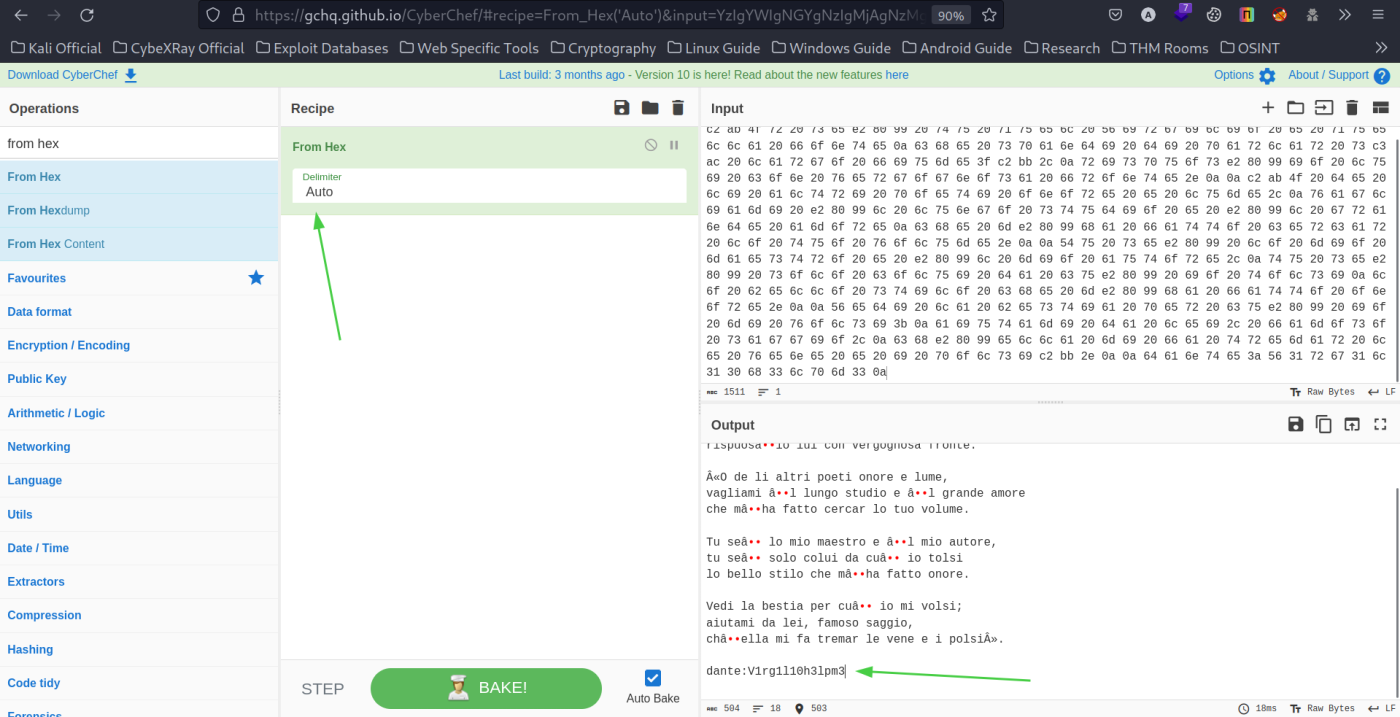 https://gchq.github.io/CyberChef/#recipe=From_Hex('Auto')&input=YzIgYWIgNGYgNzIgMjAgNzMg
90%
7
Kali Official
CybeXRay Official
Exploit Databases
Web Specific Tools
Cryptography
Linux Guide
Windows Guide
Android Guide
Research
THM Rooms
OSINT
Download CyberChef
Last build: 3 months ago - Version 10 is here! Read about the new features here
Options
About / Support
Operations
from hex
From Hex
From Hexdump
From Hex Content
Favourites
Data format
Encryption / Encoding
Public Key
Arithmetic / Logic
Networking
Language
Utils
Date / Time
Extractors
Compression
Hashing
Code tidy
Forensics
Recipe
From Hex
Delimiter
Auto
STEP
BAKE!
Auto Bake
Input
c2 ab 4f 72 20 73 65 e2 80 99 20 74 75 20 71 75 65 6c 20 56 69 72 67 69 6c 69 6f 20 65 20 71 75 65
6c 6c 61 20 66 6f 6e 74 65 0a 63 68 65 20 73 70 61 6e 64 69 20 64 69 20 70 61 72 6c 61 72 20 73 c3
ac 20 6c 61 72 67 6f 20 66 69 75 6d 65 3f c2 bb 2c 0a 72 69 73 70 75 6f 73 e2 80 99 69 6f 20 6c 75
69 20 63 6f 6e 20 76 65 72 67 6f 67 6e 6f 73 61 20 66 72 6f 6e 74 65 2e 0a 0a c2 ab 4f 20 64 65 20
6c 69 20 61 6c 74 72 69 20 70 6f 65 74 69 20 6f 6e 6f 72 65 20 65 20 6c 75 6d 65 2c 0a 76 61 67 6c
69 61 6d 69 20 e2 80 99 6c 20 6c 75 6e 67 6f 20 73 74 75 64 69 6f 20 65 20 e2 80 99 6c 20 67 72 61
6e 64 65 20 61 6d 6f 72 65 0a 63 68 65 20 6d e2 80 99 68 61 20 66 61 74 74 6f 20 63 65 72 63 61 72
20 6c 6f 20 74 75 6f 20 76 6f 6c 75 6d 65 2e 0a 0a 54 75 20 73 65 e2 80 99 20 6c 6f 20 6d 69 6f 20
6d 61 65 73 74 72 6f 20 65 20 e2 80 99 6c 20 6d 69 6f 20 61 75 74 6f 72 65 2c 0a 74 75 20 73 65 e2
80 99 20 73 6f 6c 6f 20 63 6f 6c 75 69 20 64 61 20 63 75 e2 80 99 20 69 6f 20 74 6f 6c 73 69 0a 6c
6f 20 62 65 6c 6c 6f 20 73 74 69 6c 6f 20 63 68 65 20 6d e2 80 99 68 61 20 66 61 74 74 6f 20 6f 6e
6f 72 65 2e 0a 0a 56 65 64 69 20 6c 61 20 62 65 73 74 69 61 20 70 65 72 20 63 75 e2 80 99 20 69 6f
20 6d 69 20 76 6f 6c 73 69 3b 0a 61 69 75 74 61 6d 69 20 64 61 20 6c 65 69 2c 20 66 61 6d 6f 73 6f
20 73 61 67 67 69 6f 2c 0a 63 68 e2 80 99 65 6c 6c 61 20 6d 69 20 66 61 20 74 72 65 6d 61 72 20 6c
65 20 76 65 6e 65 20 65 20 69 20 70 6f 6c 73 69 c2 bb 2e 0a 0a 64 61 6e 74 65 3a 56 31 72 67 31 6c
31 30 68 33 6c 70 6d 33 0a
1511 1
Raw Bytes LF
Output
rispuosâ••io lui con vergognosa fronte.
Â«O de li altri poeti onore e lume,
vagliami â••l lungo studio e â••l grande amore
che mâ••ha fatto cercar lo tuo volume.
Tu seâ•• lo mio maestro e â••l mio autore,
tu seâ•• solo colui da cuâ•• io tolsi
lo bello stilo che mâ••ha fatto onore.
Vedi la bestia per cuâ•• io mi volsi;
aiutami da lei, famoso saggio,
châ••ella mi fa tremar le vene e i polsiÂ».
dante:V1rg1l10h3lpm3
504 18 503
18ms Raw Bytes LF